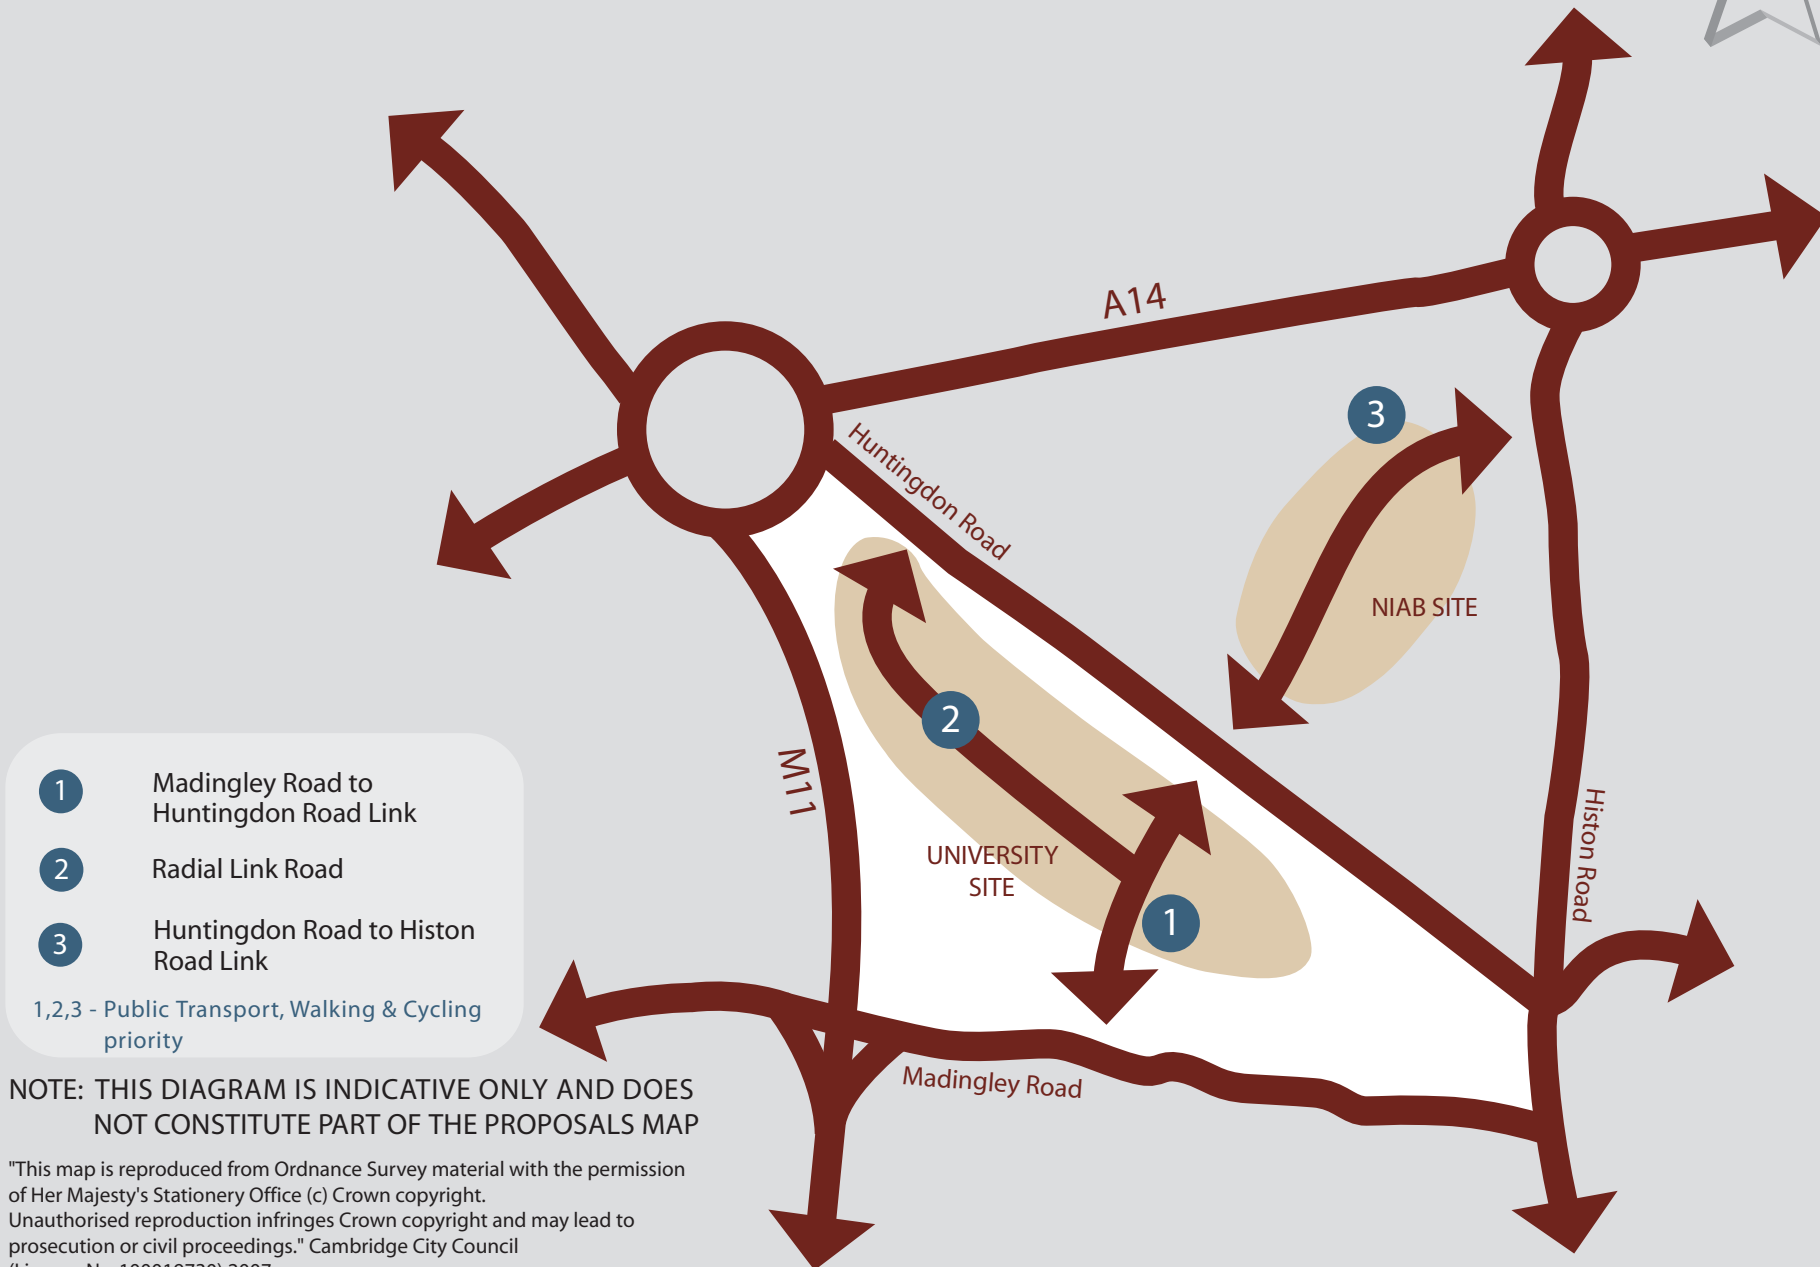 A14
Huntingdon Road
3
NIAB SITE
2
M11
UNIVERSITY
SITE
1
Histon Road
Madingley Road
1 Madingley Road to
Huntingdon Road Link
2 Radial Link Road
3 Huntingdon Road to Histon
Road Link
1,2,3 - Public Transport, Walking & Cycling
priority
NOTE: THIS DIAGRAM IS INDICATIVE ONLY AND DOES
NOT CONSTITUTE PART OF THE PROPOSALS MAP
"This map is reproduced from Ordnance Survey material with the permission
of Her Majesty's Stationery Office (c) Crown copyright.
Unauthorised reproduction infringes Crown copyright and may lead to
prosecution or civil proceedings." Cambridge City Council